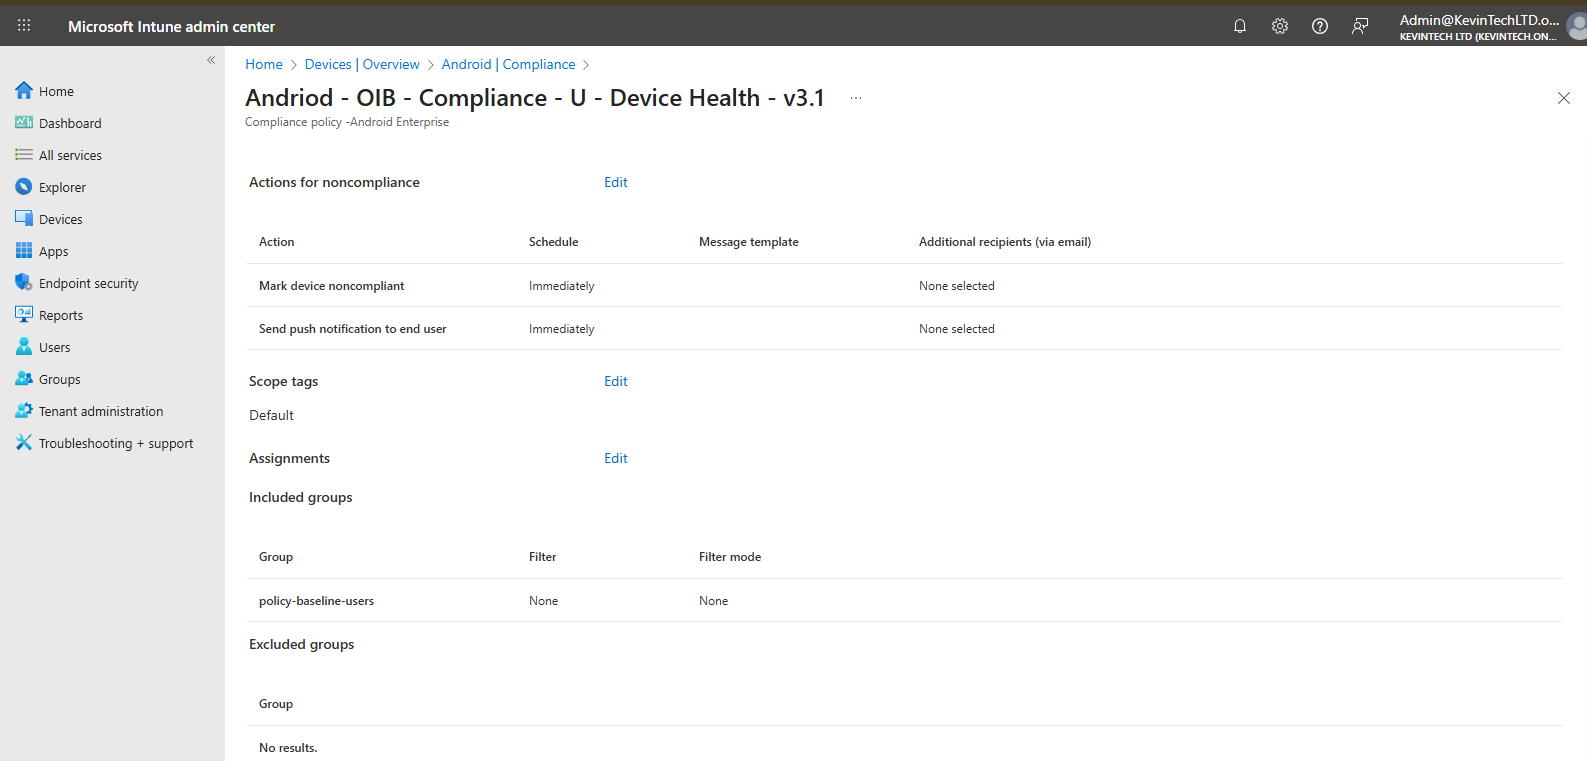 Microsoft Intune admin center
Admin@KevinTechLTD.o...
KEVINTECH LTD (KEVINTECH.ON...
Home
Dashboard
All services
Explorer
Devices
Apps
Endpoint security
Reports
Users
Groups
Tenant administration
Troubleshooting + support
Home > Devices | Overview > Android | Compliance >
Andriod - OIB - Compliance - U - Device Health - v3.1 ...
Compliance policy -Android Enterprise
Actions for noncompliance Edit
Action Schedule Message template Additional recipients (via email)
Mark device noncompliant Immediately None selected
Send push notification to end user Immediately None selected
Scope tags Edit
Default
Assignments Edit
Included groups
Group Filter Filter mode
policy-baseline-users None None
Excluded groups
Group
No results.